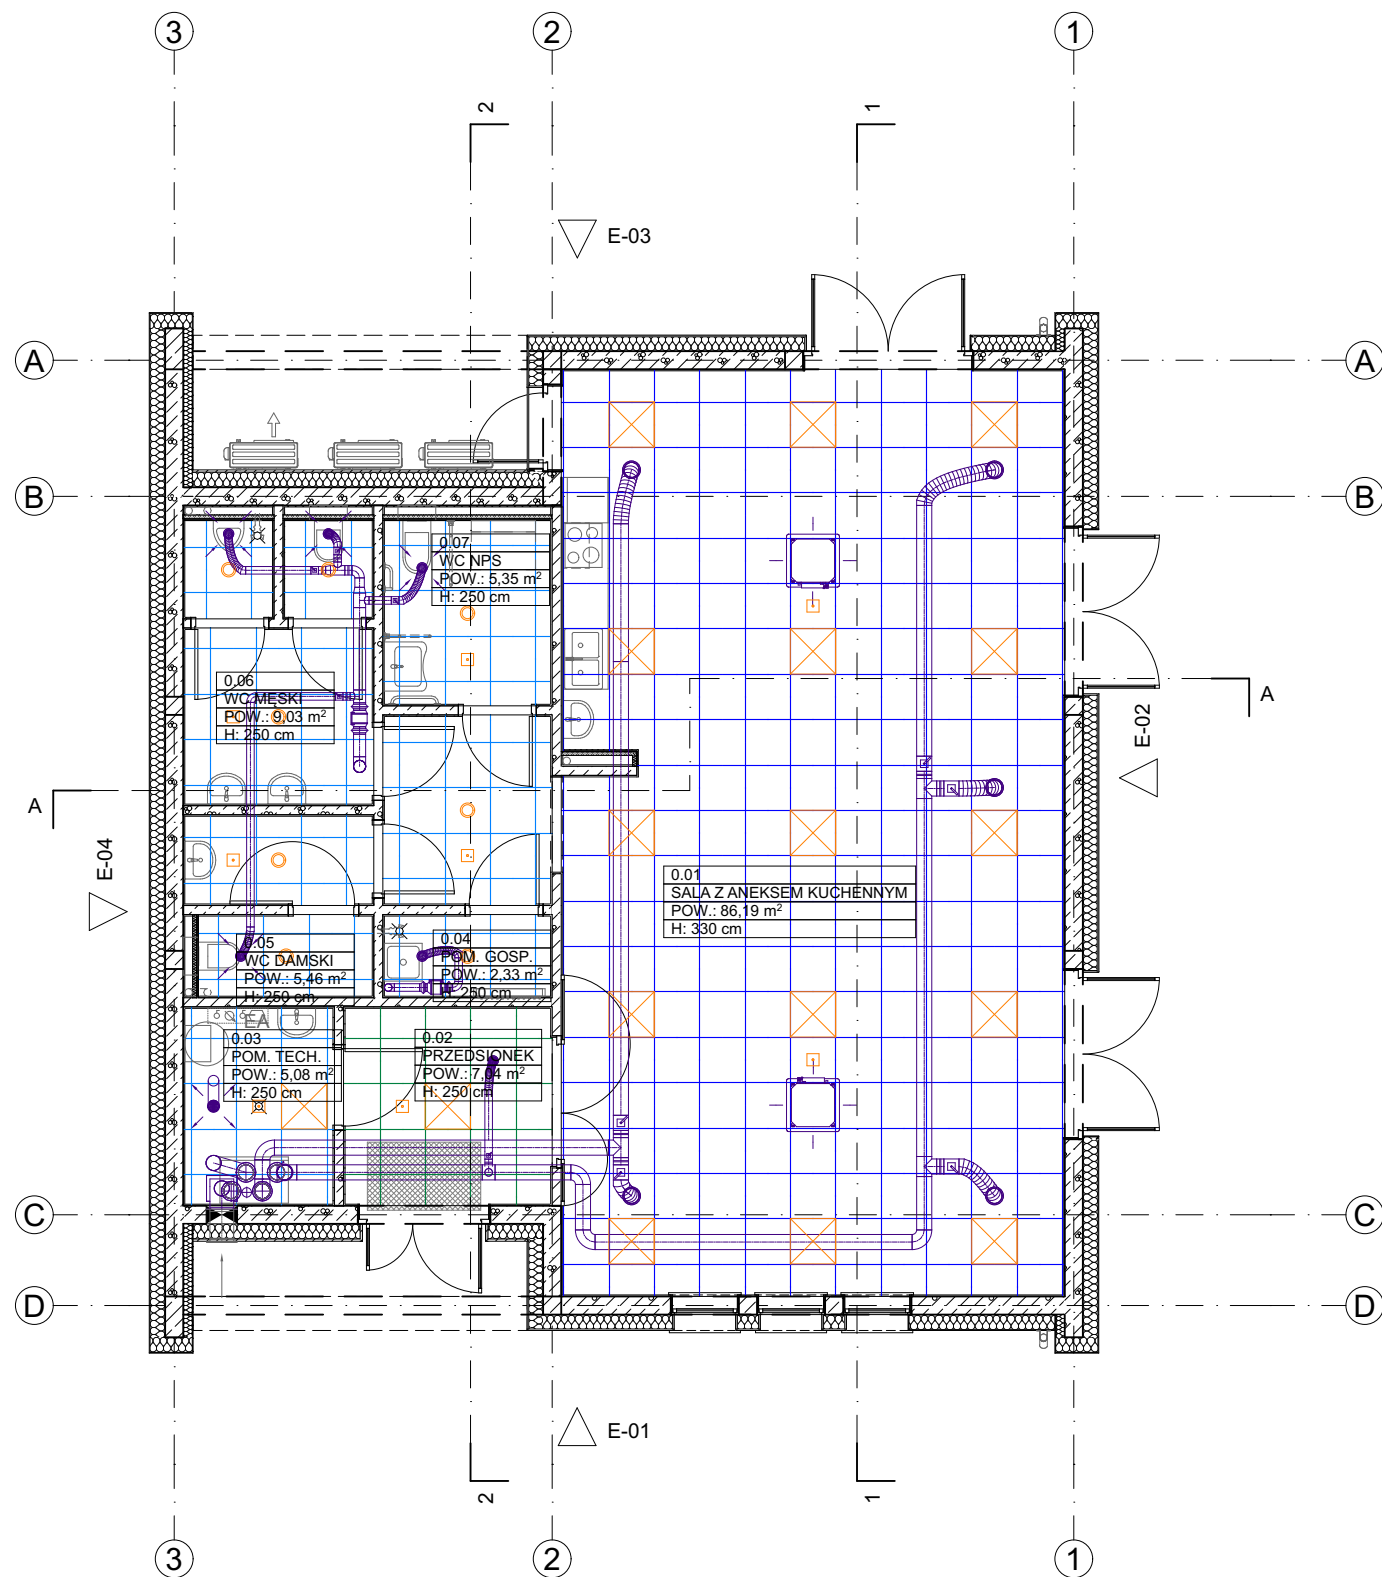 3
2
1
2
1
E-03
A
A
B
B
0.07
WC NPS
POW.: 5,35 m²
H: 250 cm
0.06
WC MĘSKI
POW.: 9,03 m²
H: 250 cm
A
A
E-02
E-04
0.01
SALA Z ANEKSEM KUCHENNYM
POW.: 86,19 m²
H: 330 cm
0.05
WC DAMSKI
POW.: 5,46 m²
H: 250 cm
0.04
POM. GOSP.
POW.: 2,33 m²
H: 250 cm
EA
0.03
POM. TECH.
POW.: 5,08 m²
H: 250 cm
0.02
PRZEDSIONEK
POW.: 7,04 m²
H: 250 cm
C
C
D
D
E-01
2
1
3
2
1